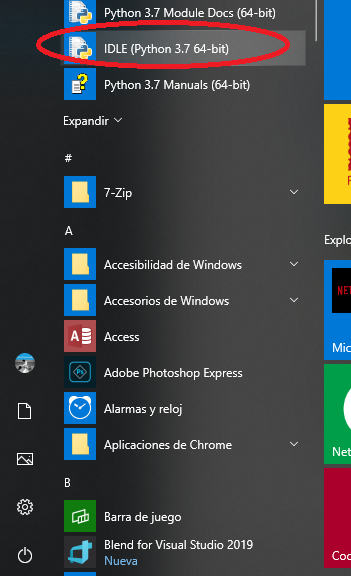 Python 3.7 Module Docs (64-bit)
IDLE (Python 3.7 64-bit)
Python 3.7 Manuals (64-bit)
Expandir
#
7-Zip
A
Accesibilidad de Windows
Explo
Accesorios de Windows
NET
Access
Mic
Adobe Photoshop Express
Alarmas y reloj
Aplicaciones de Chrome
Net
B
Barra de juego
Blend for Visual Studio 2019
Nueva
Coo